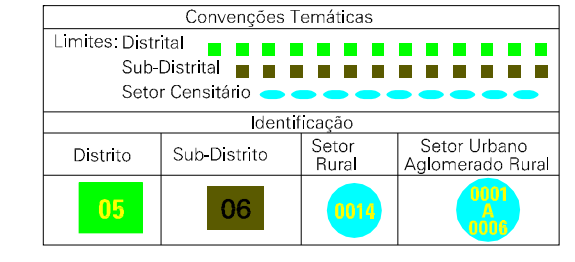 Convenções Temáticas
Limites: Distrital
Sub-Distrital
Setor Censitário
Identificação
Distrito
Sub-Distrito
Setor
Rural
Setor Urbano
Aglomerado Rural
05
06
0014
0001
A
0006